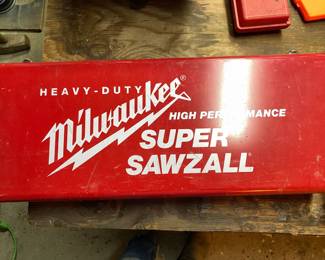 HEAVY-DUTY
Milwaukee
HIGH PERFORMANCE
SUPER
SAWZALL